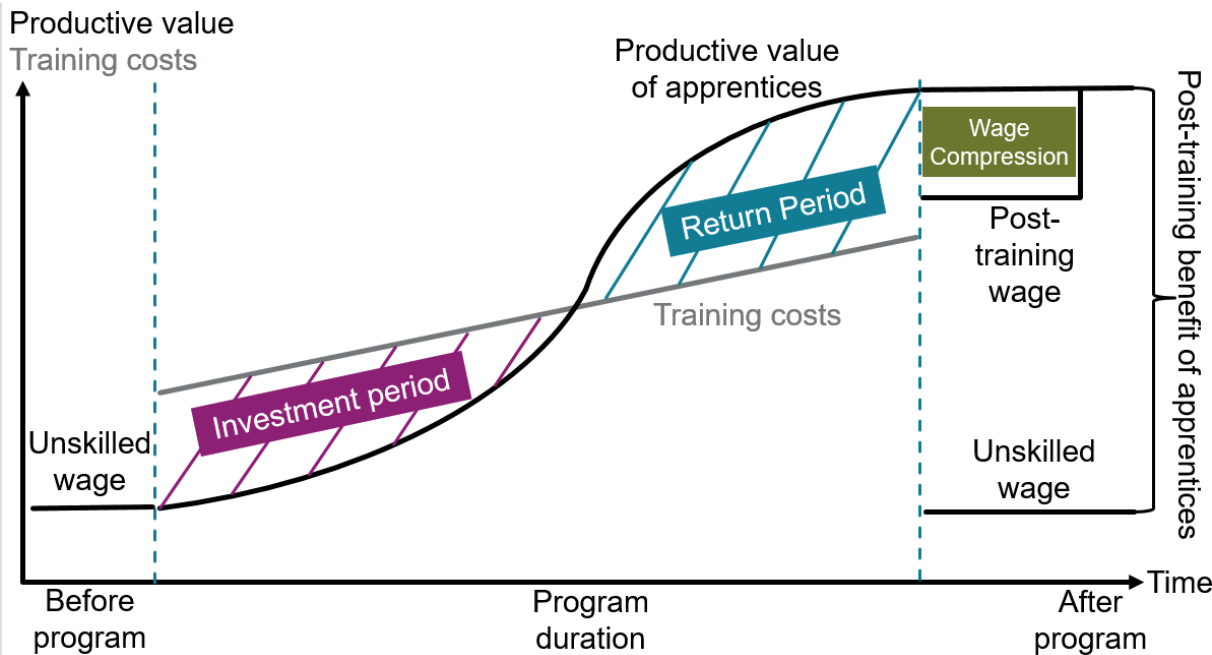 Productive value
Training costs
Productive value
of apprentices
Wage
Compression
Return Period
Post-
training
wage
Training costs
Investment period
Unskilled
wage
Unskilled
wage
Post-training benefit of apprentices
Time
Before
program
Program
duration
After
program